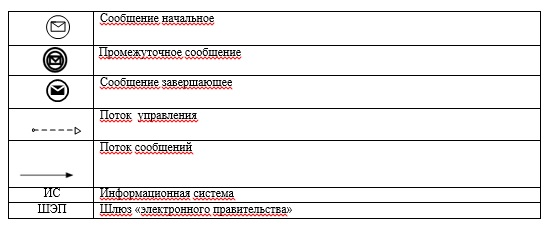 Сообщение начальное
Промежуточное сообщение
Сообщение завершающее
Поток управления
Поток сообщений
ИС Информационная система
ШЭП Шлюз «электронного правительства»